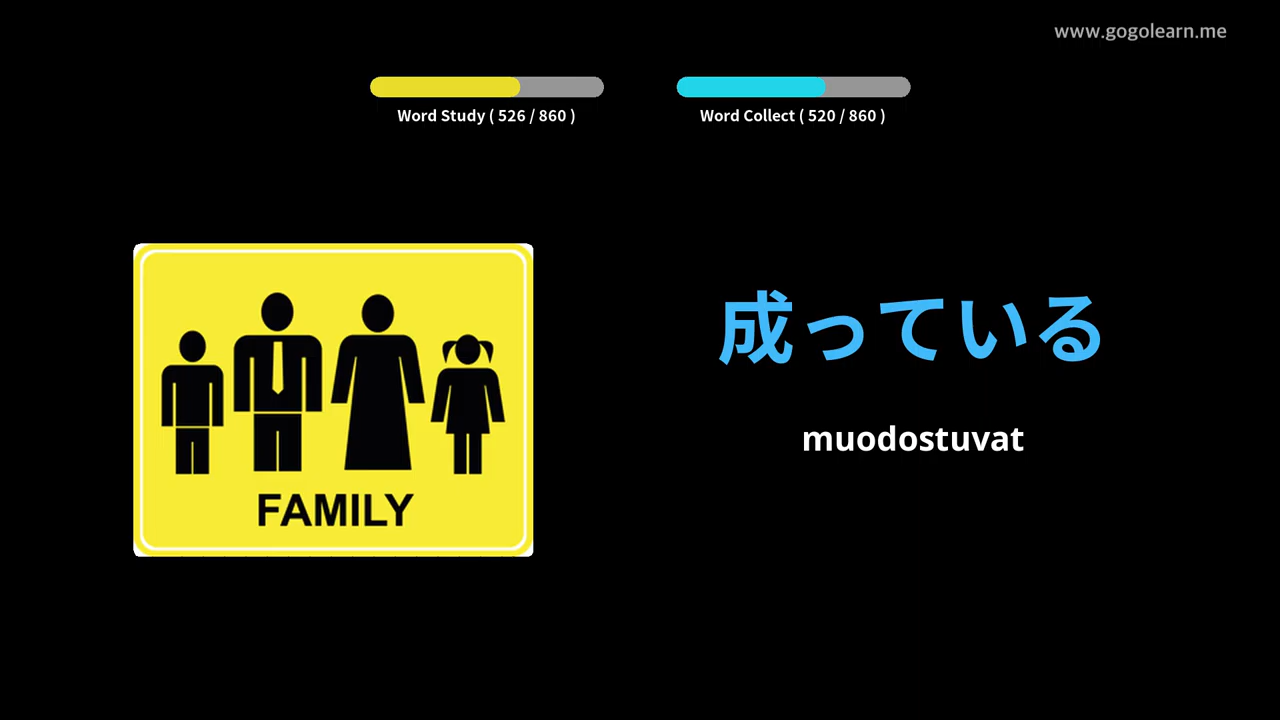 www.gogolearn.me
Word Study ( 526 / 860 )
Word Collect ( 520 / 860 )
成っている
muodostuvat
FAMILY